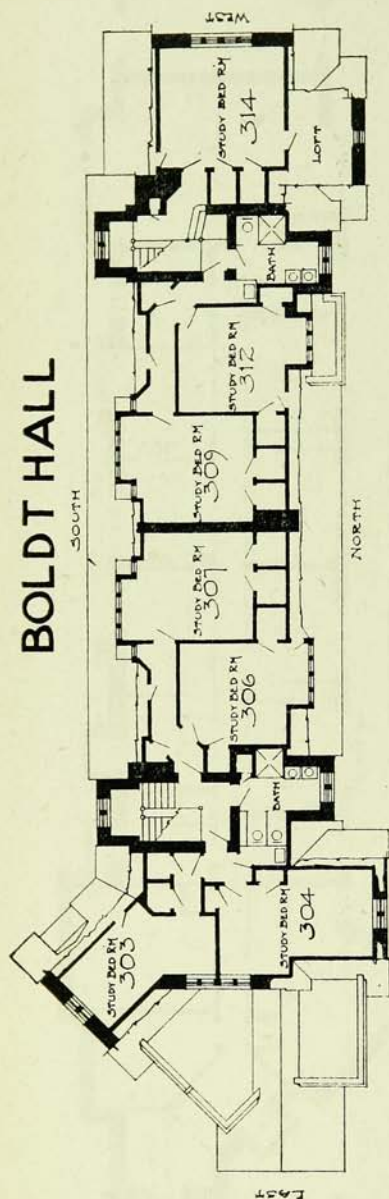 BOLDT HALL
SOUTH
WEST
STUDY BED RM
314
LOFT
BATH
STUDY BED RM
312
STUDY BED RM
309
STUDY BED RM
307
STUDY BED RM
306
NORTH
BATH
STUDY BED RM
303
STUDY BED RM
304
EAST